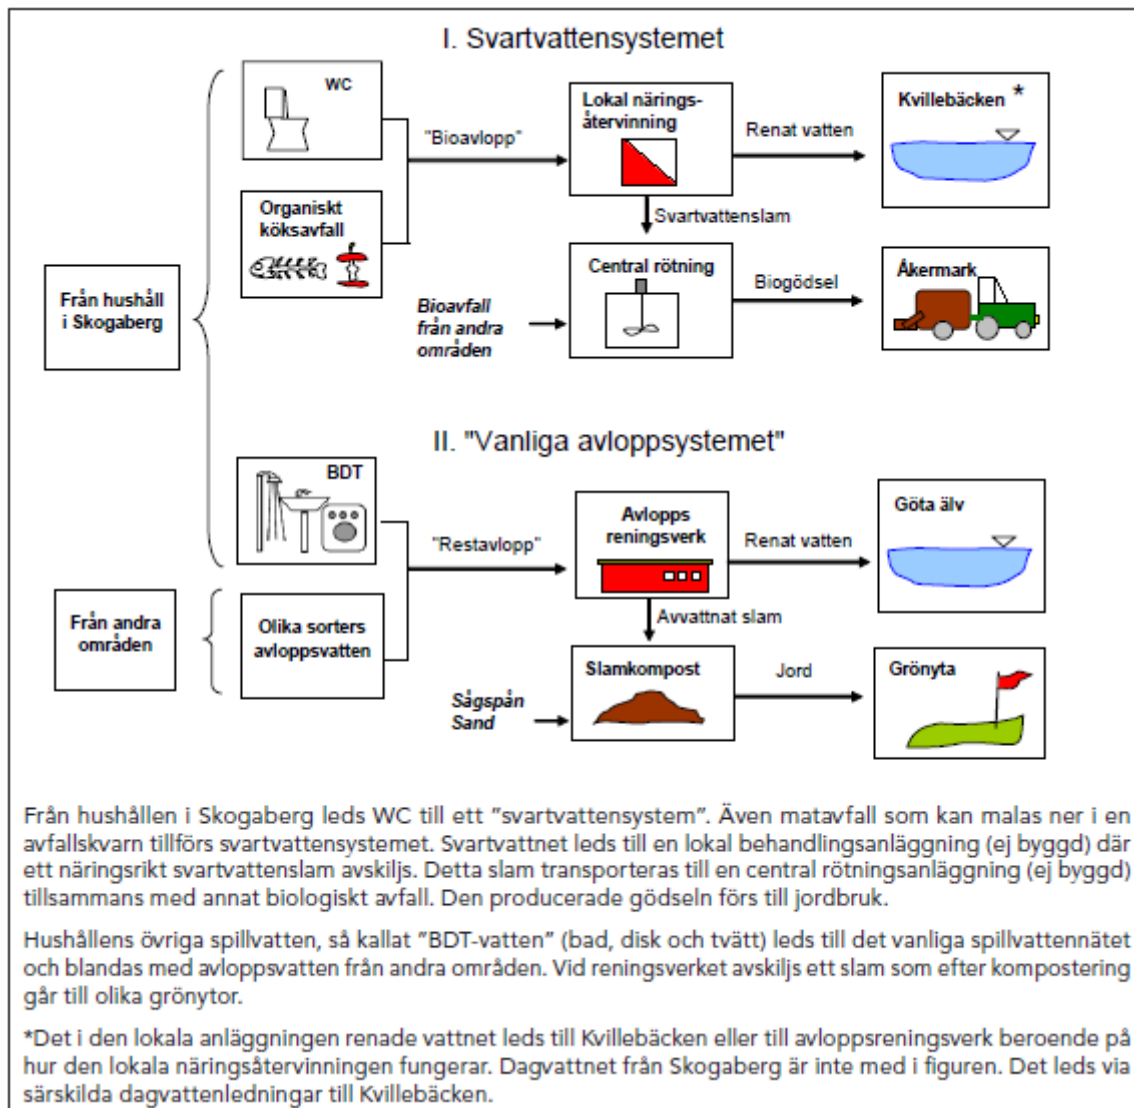 I. Svartvattensystemet
WC
"Bioavlopp"
Lokal närings-
återvinning
Renat vatten
Kvillebäcken *
Organiskt
köksavfall
Svartvattenslam
Från hushåll
i Skogaberg
Central rötning
Bioavfall
från andra
områden
Biogödsel
Åkermark
II. "Vanliga avloppsystemet"
BDT
"Restavlopp"
Avlopps
reningsverk
Renat vatten
Göta älv
Från andra
områden
Olika sorters
avloppsvatten
Avvattnat slam
Slamkompost
Sågspån
Sand
Jord
Grönyta
Från hushållen i Skogaberg leds WC till ett ”svartvattensystem”. Även matavfall som kan malas ner i en
avfallskvarn tillförs svartvattensystemet. Svartvattnet leds till en lokal behandlingsanläggning (ej byggd) där
ett näringsrikt svartvattenslam avskiljs. Detta slam transporteras till en central rötningsanläggning (ej byggd)
tillsammans med annat biologiskt avfall. Den producerade gödseln förs till jordbruk.
Hushållens övriga spillvatten, så kallat ”BDT-vatten” (bad, disk och tvätt) leds till det vanliga spillvattennätet
och blandas med avloppsvatten från andra områden. Vid reningsverket avskiljs ett slam som efter kompostering
går till olika grönytor.
*Det i den lokala anläggningen renade vattnet leds till Kvillebäcken eller till avloppsreningsverk beroende på
hur den lokala näringsåtervinningen fungerar. Dagvattnet från Skogaberg är inte med i figuren. Det leds via
särskilda dagvattenledningar till Kvillebäcken.